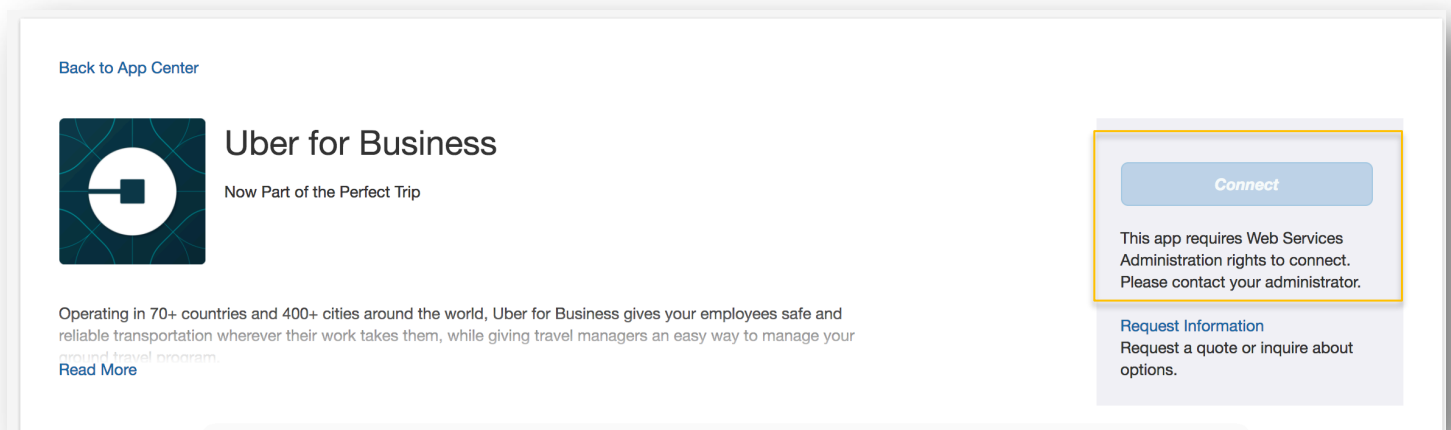 Back to App Center
Uber for Business
Now Part of the Perfect Trip
Operating in 70+ countries and 400+ cities around the world, Uber for Business gives your employees safe and
reliable transportation wherever their work takes them, while giving travel managers an easy way to manage your
ground travel program.
Read More
Connect
This app requires Web Services
Administration rights to connect.
Please contact your administrator.
Request Information
Request a quote or inquire about
options.